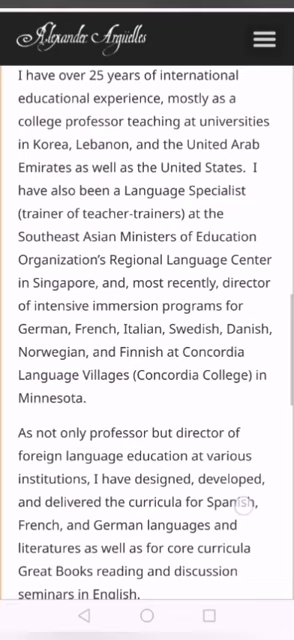 Alexander Argüelles
I have over 25 years of international
educational experience, mostly as a
college professor teaching at universities
in Korea, Lebanon, and the United Arab
Emirates as well as the United States.  I
have also been a Language Specialist
(trainer of teacher-trainers) at the
Southeast Asian Ministers of Education
Organization's Regional Language Center
in Singapore, and, most recently, director
of intensive immersion programs for
German, French, Italian, Swedish, Danish,
Norwegian, and Finnish at Concordia
Language Villages (Concordia College) in
Minnesota.
As not only professor but director of
foreign language education at various
institutions, I have designed, developed,
and delivered the curricula for Spanish,
French, and German languages and
literatures as well as for core curricula
Great Books reading and discussion
seminars in English.